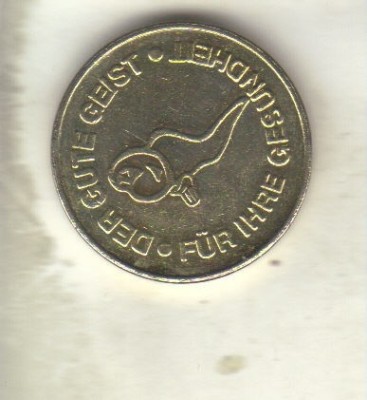 DER GUTE GEIST •
FÜR IHRE GESUNDHEIT •